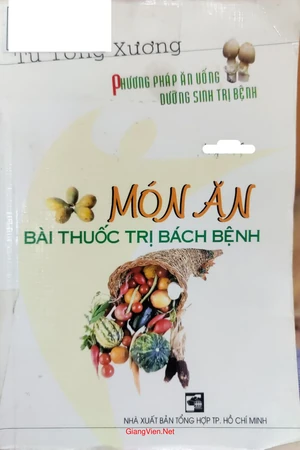 Từ Tông Xương
PHƯƠNG PHÁP ĂN UỐNG
DƯỠNG SINH TRỊ BỆNH
MÓN ĂN
BÀI THUỐC TRỊ BÁCH BỆNH
NHÀ XUẤT BẢN TỔNG HỢP TP. HỒ CHÍ MINH
GiangVien.Net